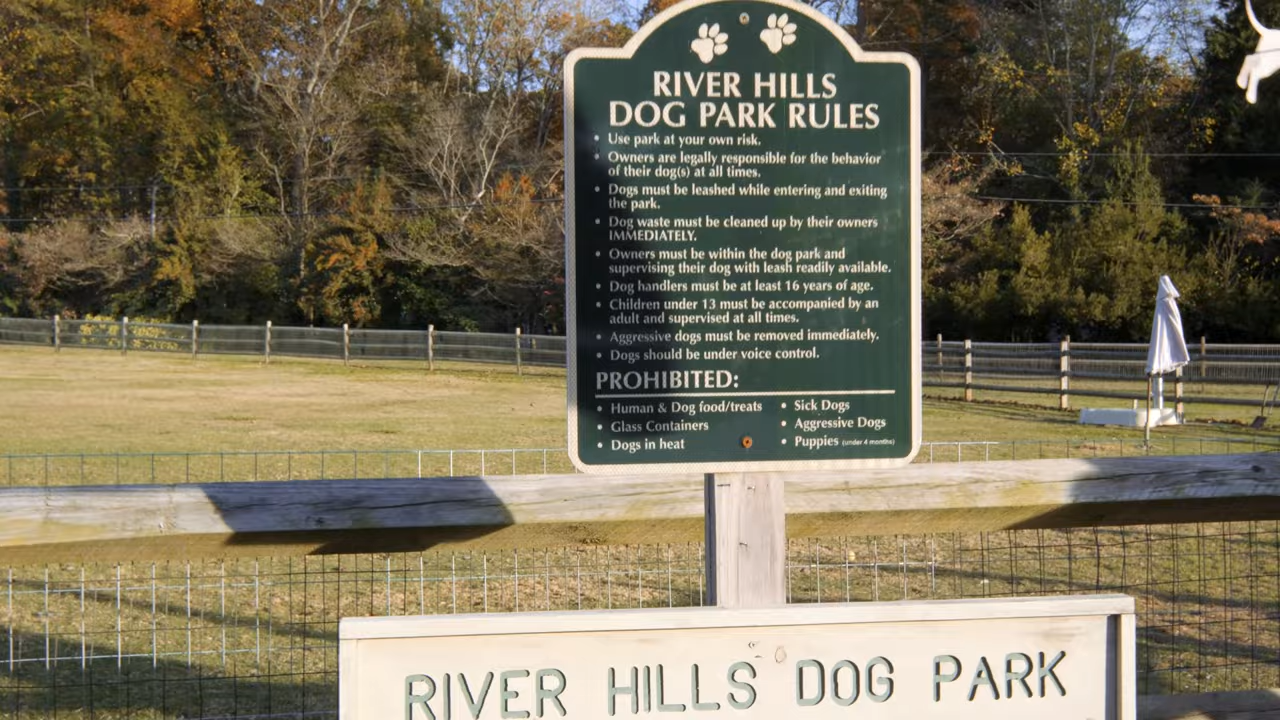 RIVER HILLS
DOG PARK RULES
• Use park at your own risk.
• Owners are legally responsible for the behavior
of their dog(s) at all times.
• Dogs must be leashed while entering and exiting
the park.
• Dog waste must be cleaned up by their owners
IMMEDIATELY.
• Owners must be within the dog park and
supervising their dog with leash readily available.
• Dog handlers must be at least 16 years of age.
• Children under 13 must be accompanied by an
adult and supervised at all times.
• Aggressive dogs must be removed immediately.
• Dogs should be under voice control.
PROHIBITED:
• Human & Dog food/treats
• Glass Containers
• Dogs in heat
• Sick Dogs
• Aggressive Dogs
• Puppies (under 4 months)
RIVER HILLS DOG PARK